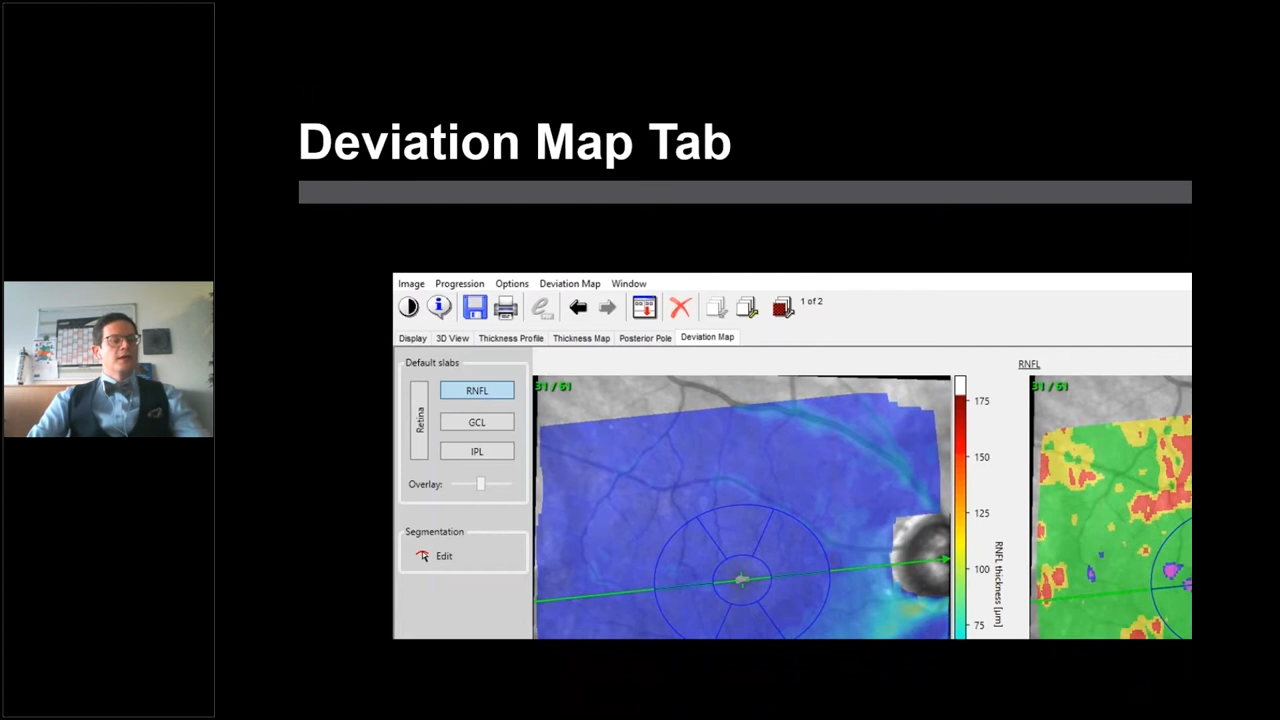 Deviation Map Tab
Image Progression Options Deviation Map Window
1 of 2
Display 3D View Thickness Profile Thickness Map Posterior Pole Deviation Map
Default slabs
Retina
RNFL
GCL
IPL
Overlay:
Segmentation
Edit
31 / 61
175
150
125
100
75
RNFL thickness [µm]
RNFL
31 / 61